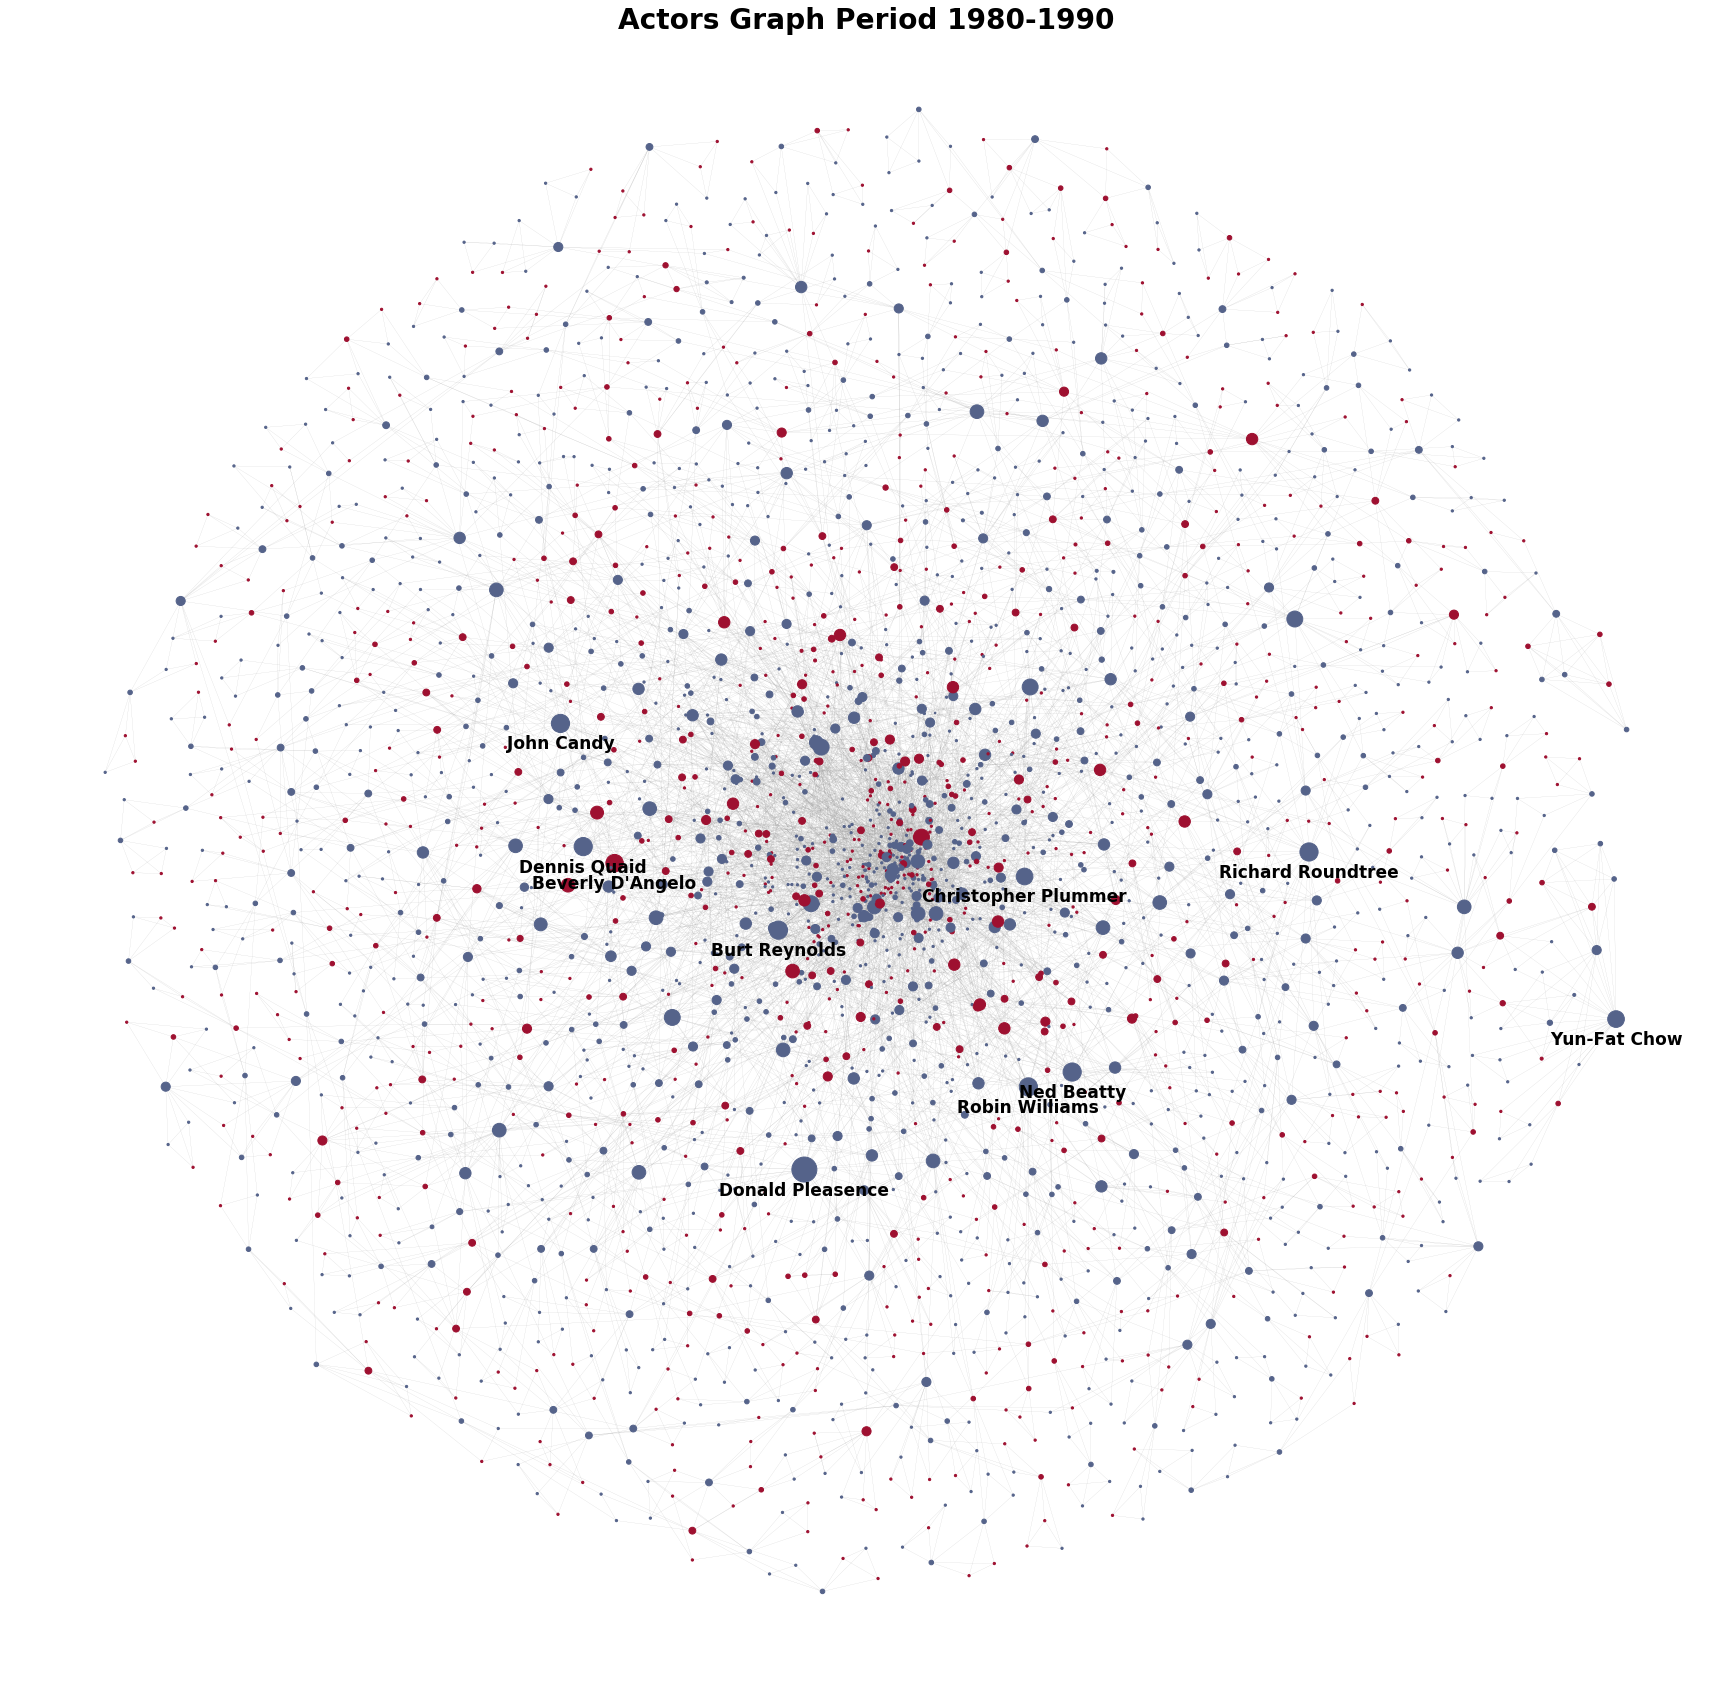 Actors Graph Period 1980-1990
John Candy
Dennis Quaid
Richard Roundtree
Beverly D'Angelo
Christopher Plummer
Burt Reynolds
Yun-Fat Chow
Ned Beatty
Robin Williams
Donald Pleasence